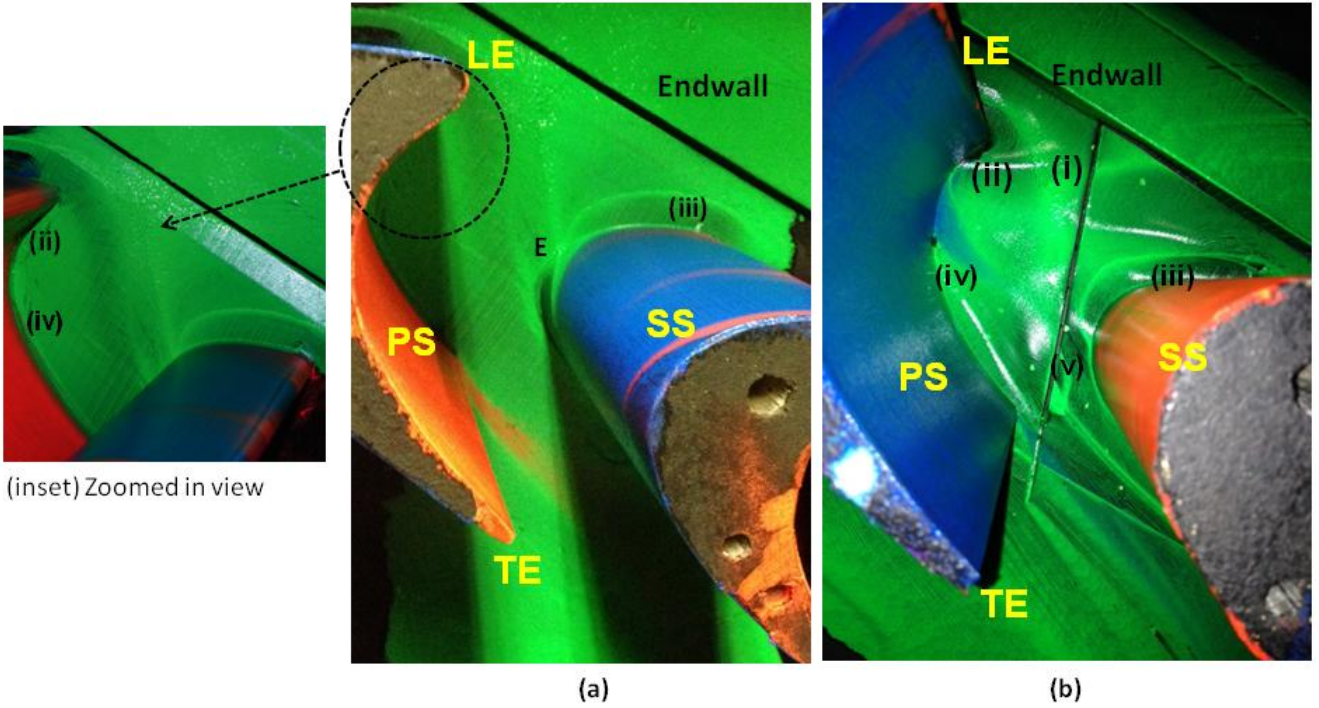 (ii)
(iv)
(inset) Zoomed in view
LE
Endwall
(iii)
E
PS
SS
TE
(a)
LE
Endwall
(ii)
(i)
(iv)
(iii)
(v)
PS
SS
TE
(b)